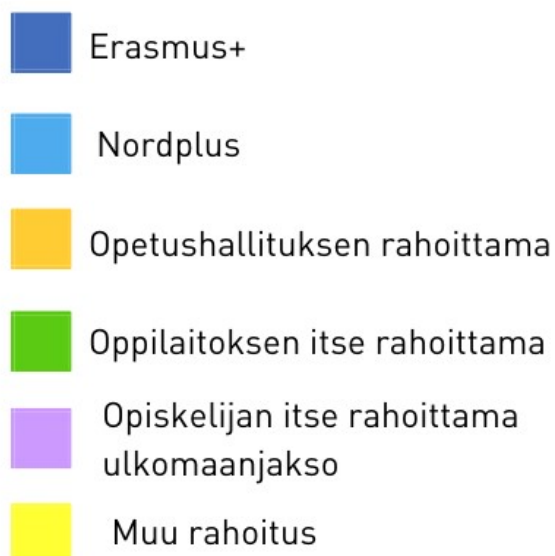 Erasmus+
Nordplus
Opetushallituksen rahoittama
Oppilaitoksen itse rahoittama
Opiskelijan itse rahoittama
ulkomaanjakso
Muu rahoitus